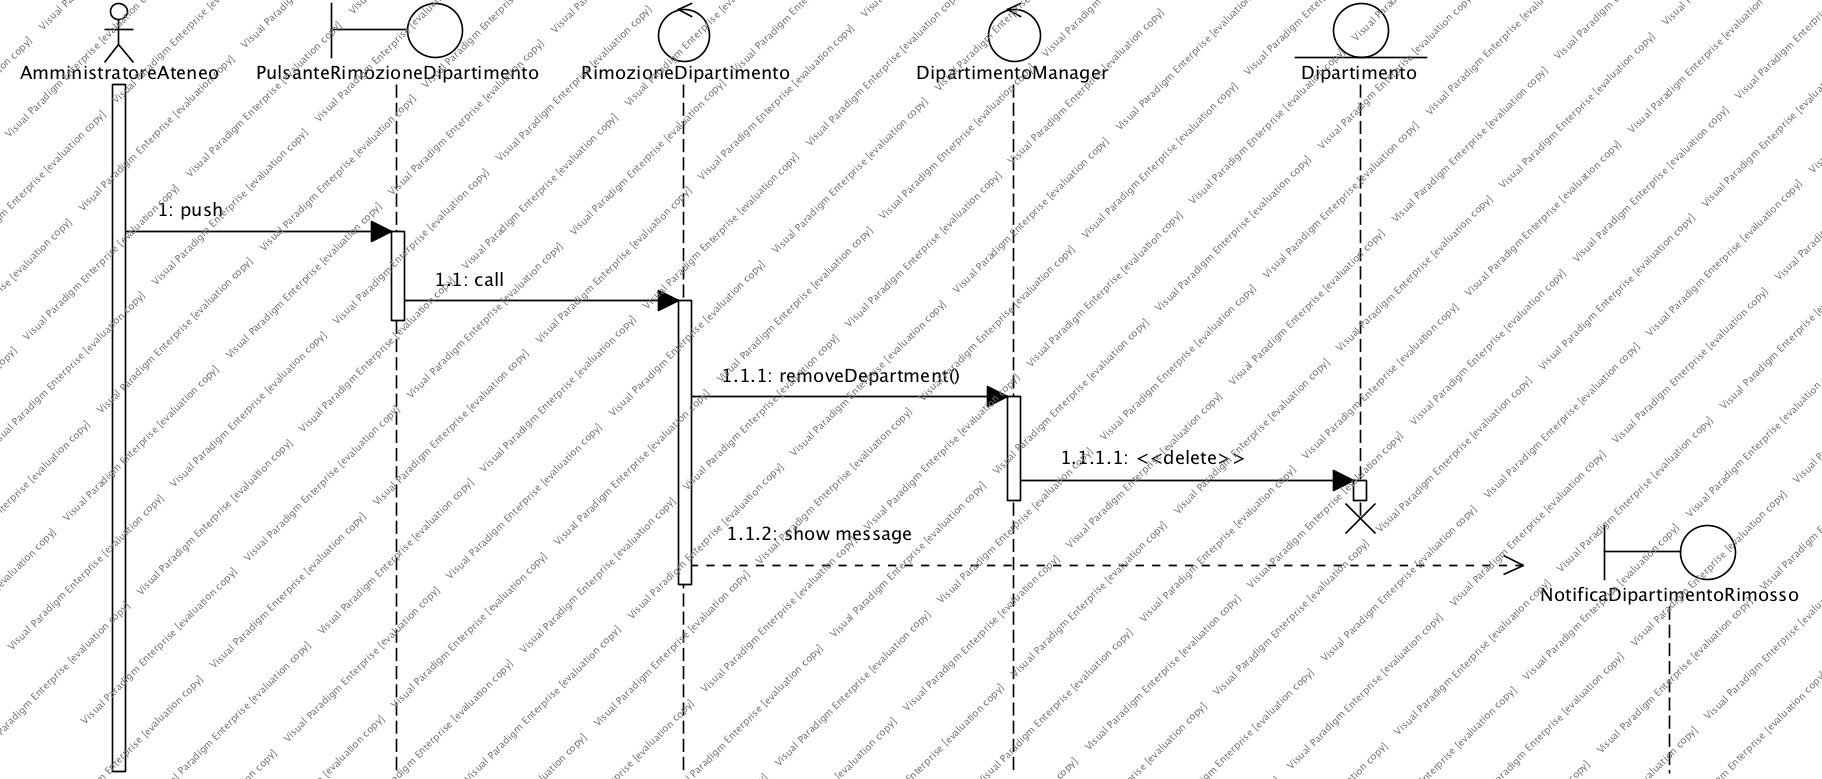 AmministratoreAteneo
PulsanteRimozioneDipartimento
RimozioneDipartimento
DipartimentoManager
Dipartimento
1: push
1.1: call
1.1.1: removeDepartment()
1.1.1.1: <<delete>>
1.1.2: show message
NotificaDipartimentoRimosso
Visual Paradigm Enterprise [evaluation copy]